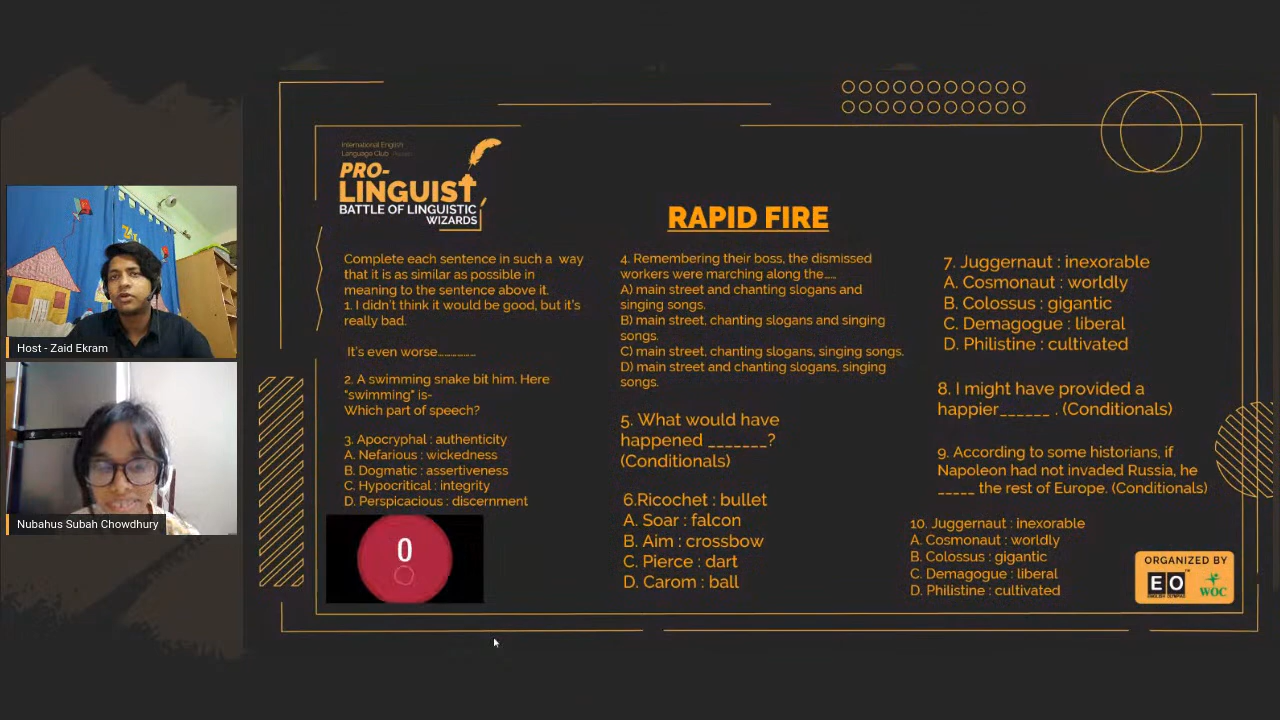 International English
Language Club
PRO-
LINGUIST
BATTLE OF LINGUISTIC
WIZARDS
RAPID FIRE
Complete each sentence in such a way
that it is as similar as possible in
meaning to the sentence above it.
1. I didn't think it would be good, but it's
really bad.
It's even worse................
2. A swimming snake bit him. Here
"swimming" is-
Which part of speech?
3. Apocryphal : authenticity
A. Nefarious : wickedness
B. Dogmatic : assertiveness
C. Hypocritical : integrity
D. Perspicacious : discernment
0
4. Remembering their boss, the dismissed
workers were marching along the.....
A) main street and chanting slogans and
singing songs.
B) main street, chanting slogans and singing
songs.
C) main street, chanting slogans, singing songs.
D) main street and chanting slogans, singing
songs.
5. What would have
happened _______?
(Conditionals)
6.Ricochet : bullet
A. Soar : falcon
B. Aim : crossbow
C. Pierce : dart
D. Carom : ball
7. Juggernaut : inexorable
A. Cosmonaut : worldly
B. Colossus : gigantic
C. Demagogue : liberal
D. Philistine : cultivated
8. I might have provided a
happier______ . (Conditionals)
9. According to some historians, if
Napoleon had not invaded Russia, he
_____ the rest of Europe. (Conditionals)
10. Juggernaut : inexorable
A. Cosmonaut : worldly
B. Colossus : gigantic
C. Demagogue : liberal
D. Philistine : cultivated
ORGANIZED BY
EO
WOC
Host - Zaid Ekram
Nubahus Subah Chowdhury